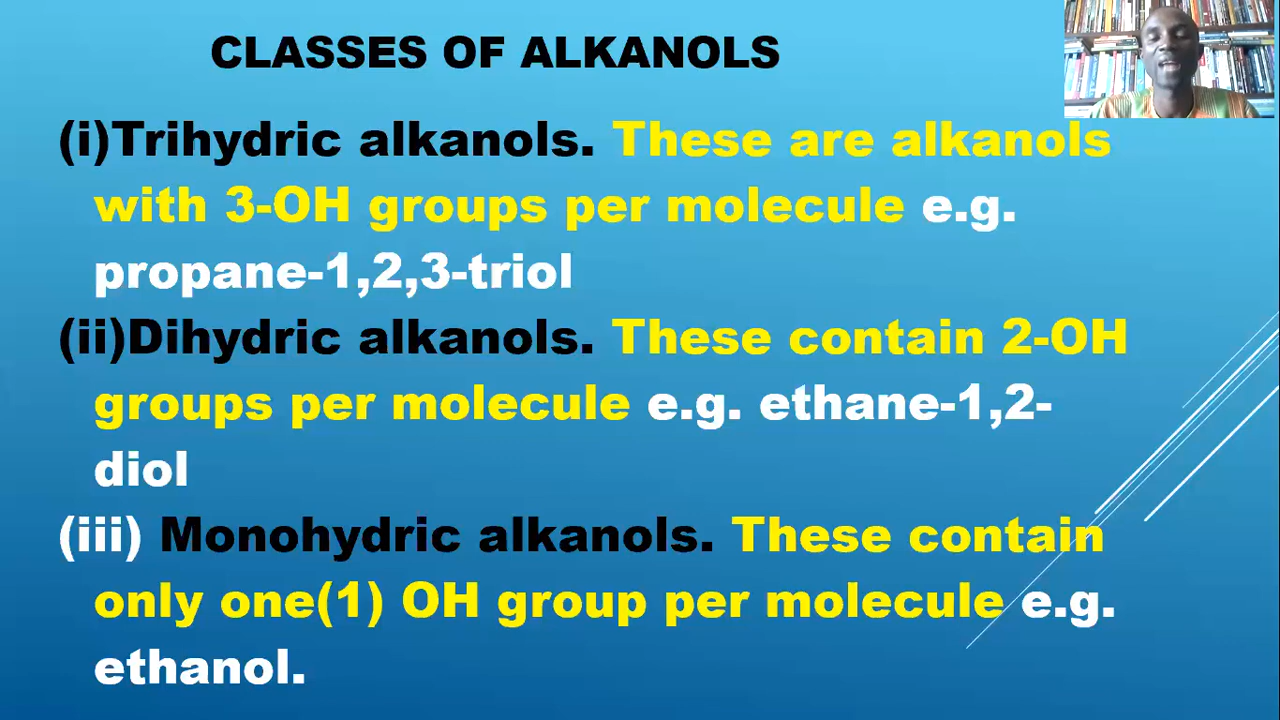 CLASSES OF ALKANOLS
(i)Trihydric alkanols. These are alkanols
with 3-OH groups per molecule e.g.
propane-1,2,3-triol
(ii)Dihydric alkanols. These contain 2-OH
groups per molecule e.g. ethane-1,2-
diol
(iii) Monohydric alkanols. These contain
only one(1) OH group per molecule e.g.
ethanol.